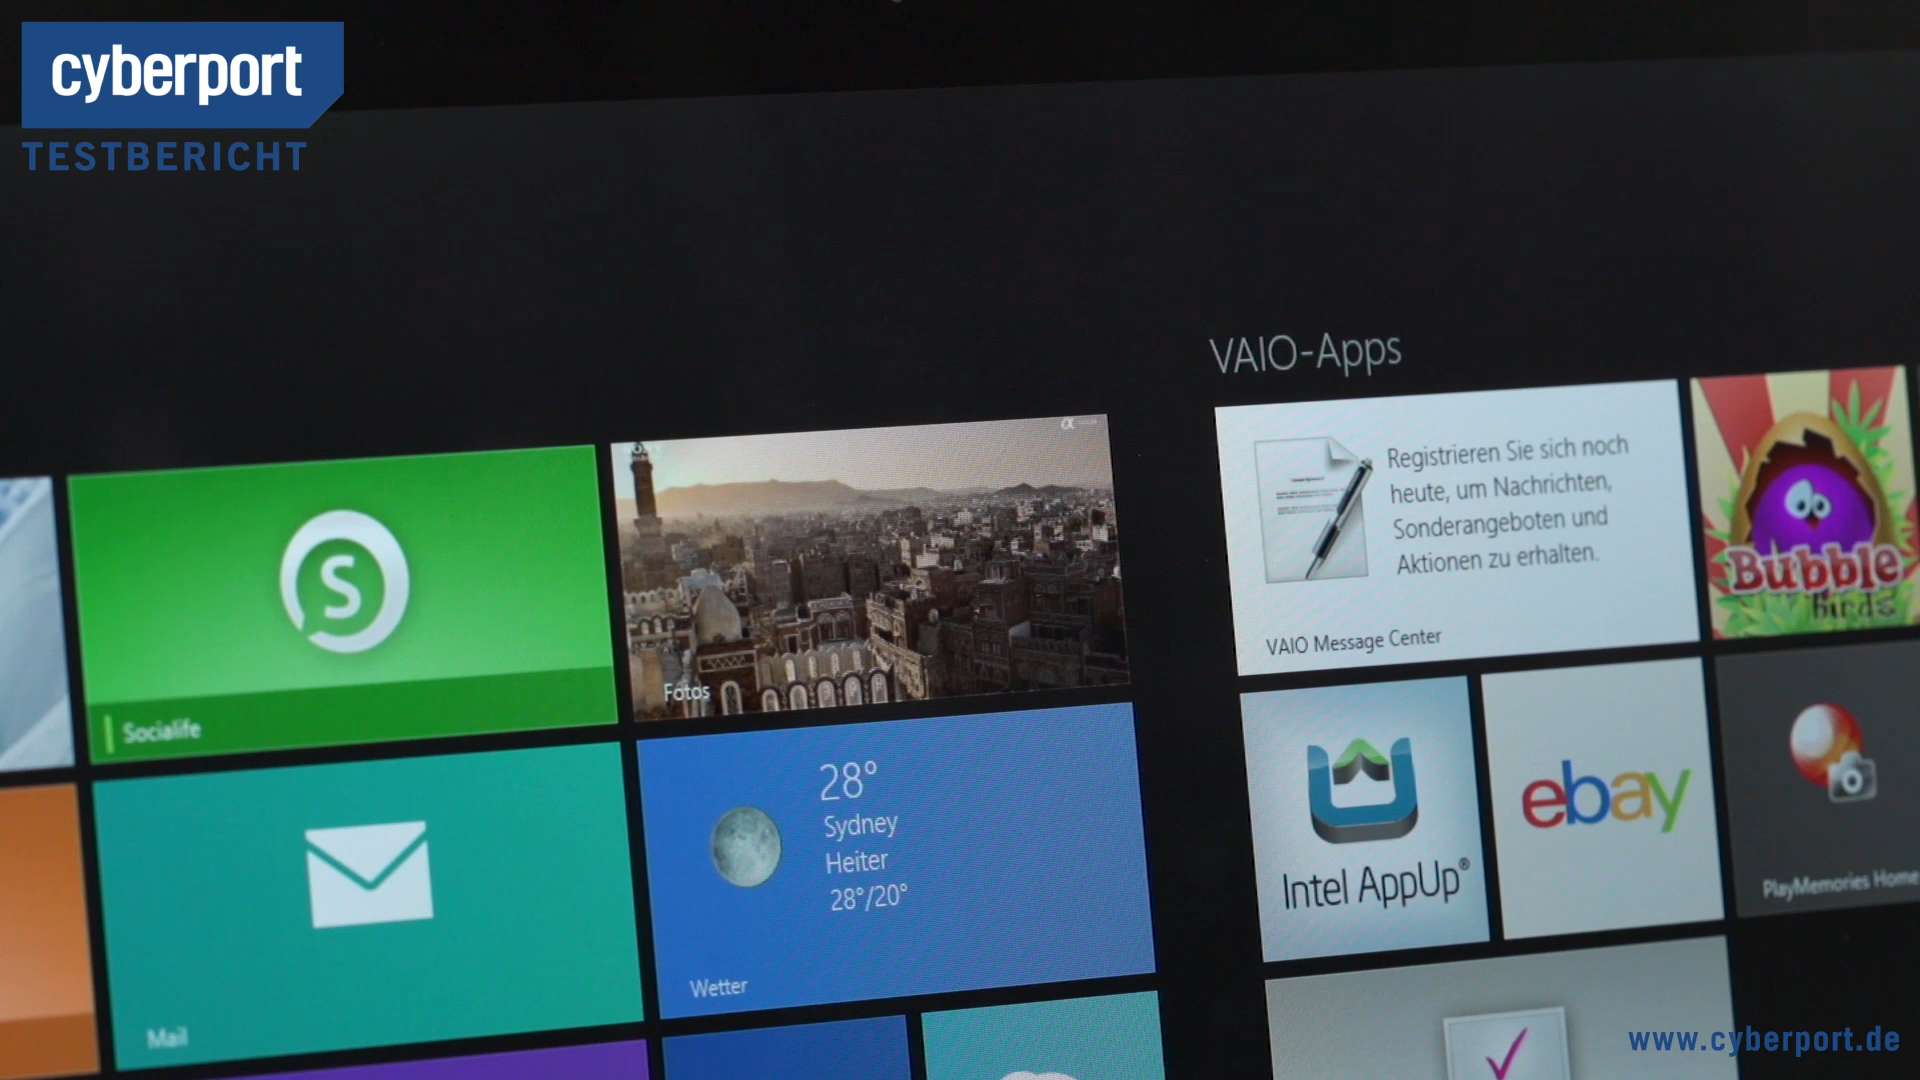 cyberport
TESTBERICHT
VAIO-Apps
Registrieren Sie sich noch
heute, um Nachrichten,
Sonderangeboten und
Aktionen zu erhalten.
VAIO Message Center
Bubble
birds
S
Socialife
Fotos
Mail
28°
Sydney
Heiter
28°/20°
Wetter
Intel AppUp®
ebay
PlayMemories Home
www.cyberport.de